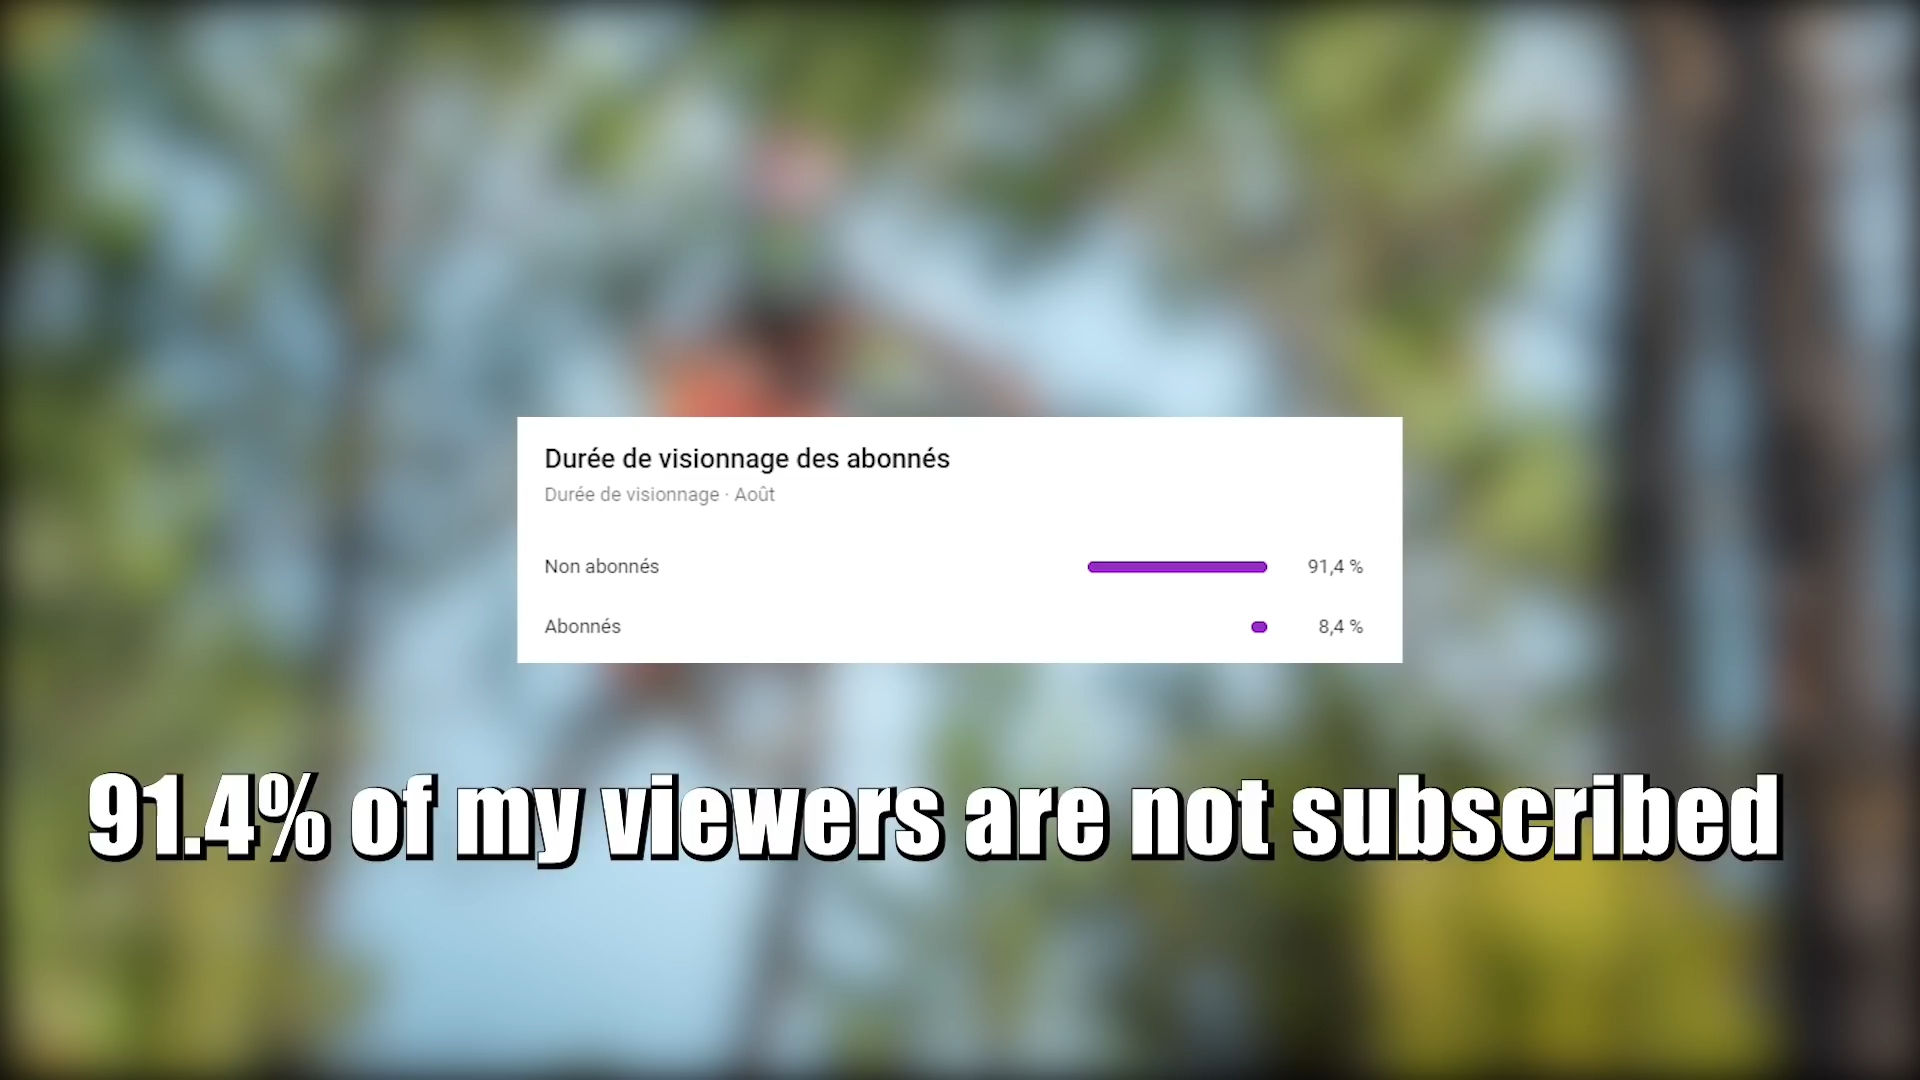 Durée de visionnage des abonnés
Durée de visionnage · Août
Non abonnés 91,4 %
Abonnés 8,4 %
91.4% of my viewers are not subscribed